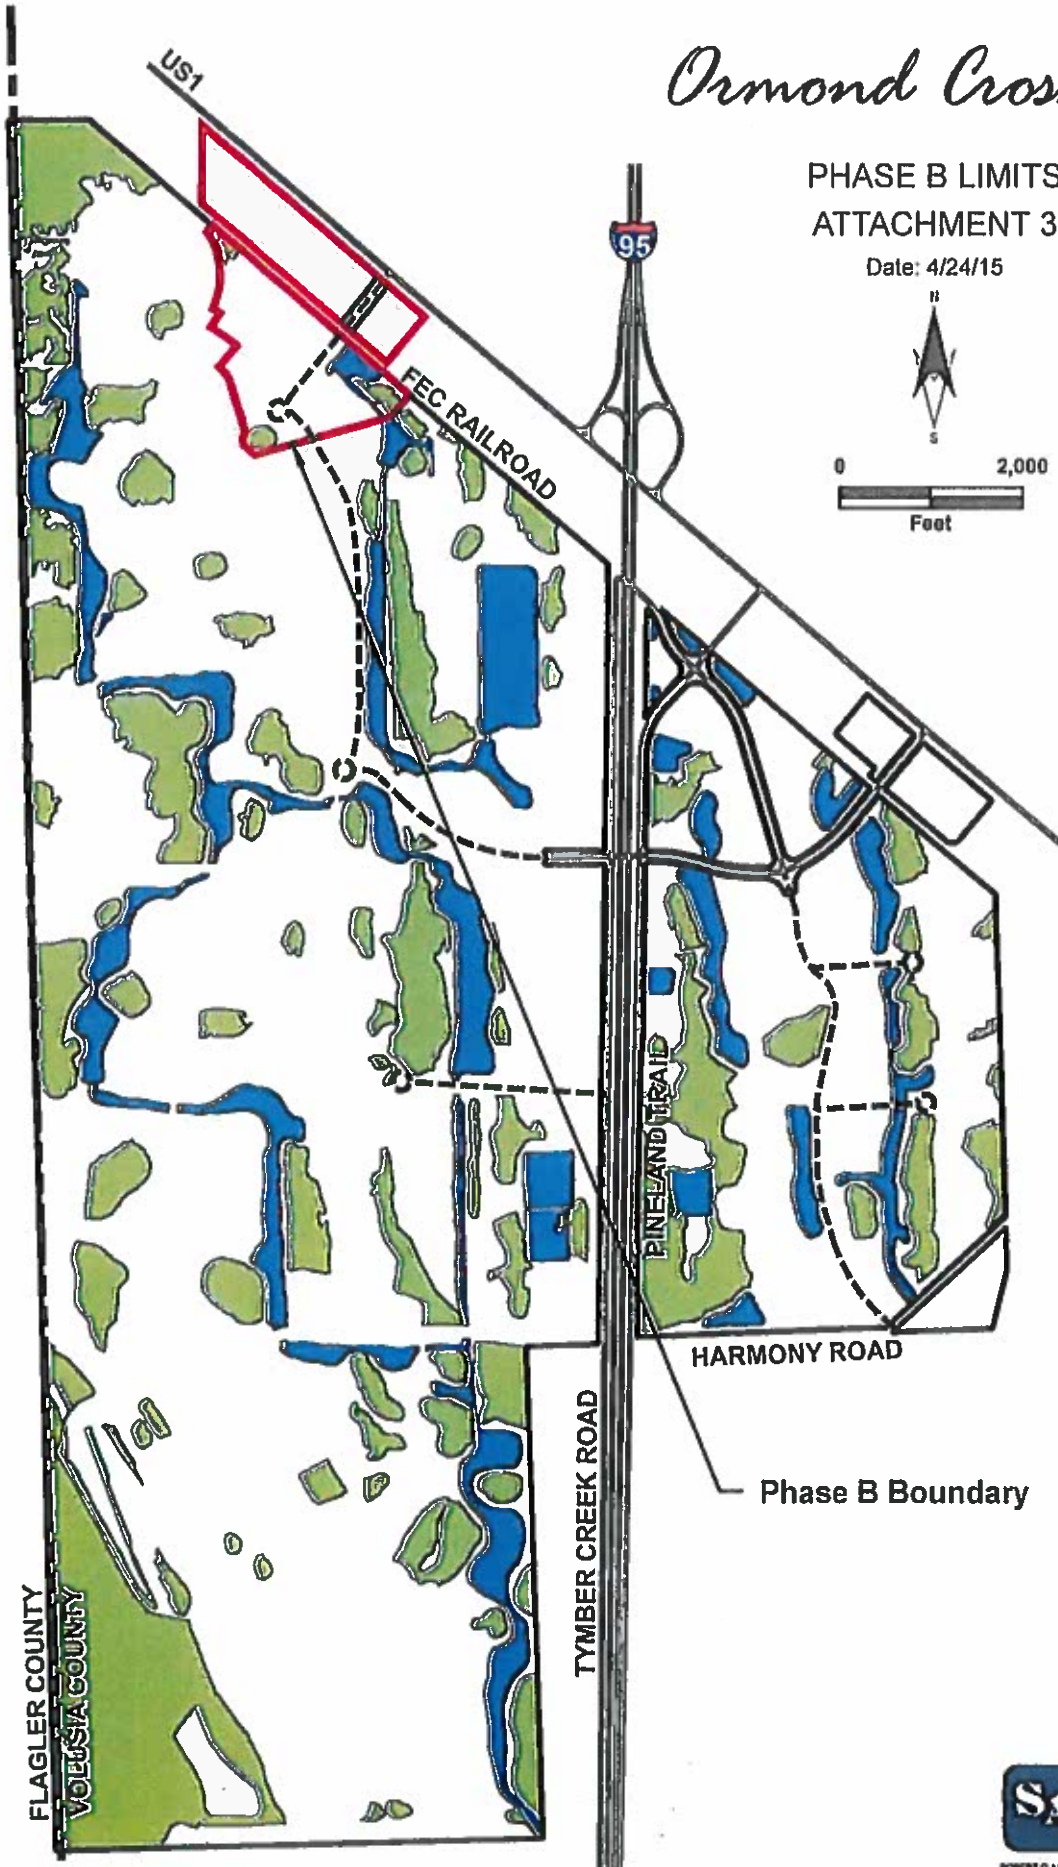 Ormond Cros
US1
PHASE B LIMITS
ATTACHMENT 3
Date: 4/24/15
N
S
0 2,000
Feet
95
FEC RAILROAD
PINELAND TRAIL
HARMONY ROAD
TYMBER CREEK ROAD
Phase B Boundary
FLAGLER COUNTY
VOLUSIA COUNTY